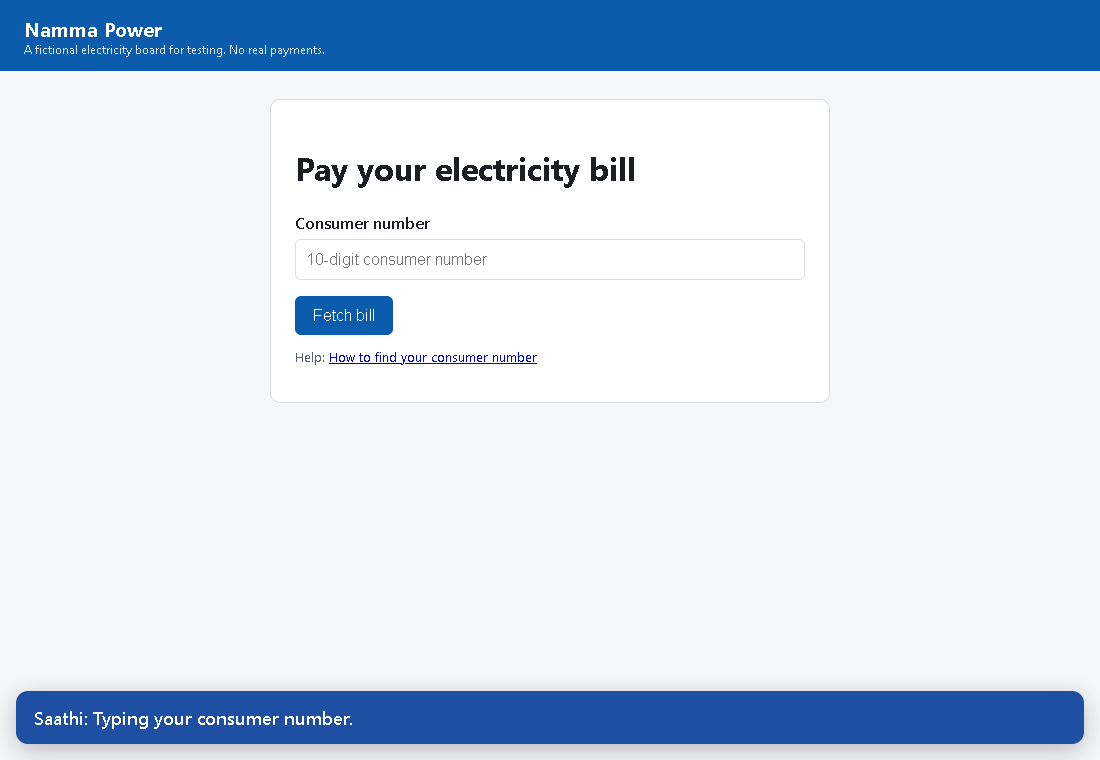 Namma Power
A fictional electricity board for testing. No real payments.
Pay your electricity bill
Consumer number
10-digit consumer number
Fetch bill
Help: How to find your consumer number
Saathi: Typing your consumer number.